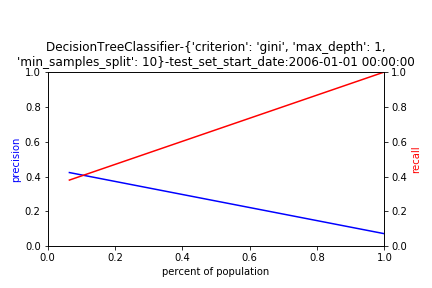 DecisionTreeClassifier-{'criterion': 'gini', 'max_depth': 1,
'min_samples_split': 10}-test_set_start_date:2006-01-01 00:00:00
1.0
0.8
0.6
0.4
0.2
0.0
precision
1.0
0.8
0.6
0.4
0.2
0.0
recall
0.0 0.2 0.4 0.6 0.8 1.0
percent of population